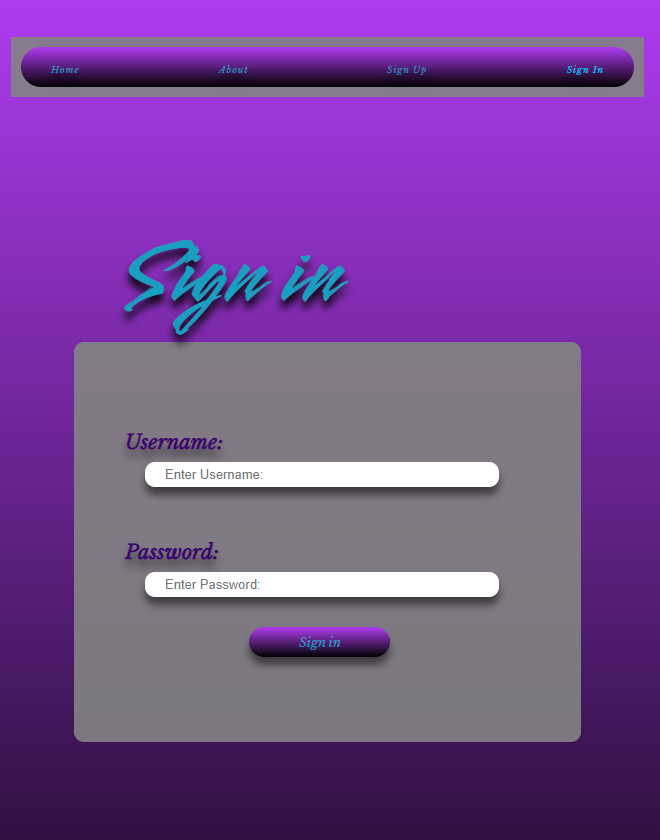 Home About Sign Up Sign In
Sign in
Username:
Enter Username:
Password:
Enter Password:
Sign in